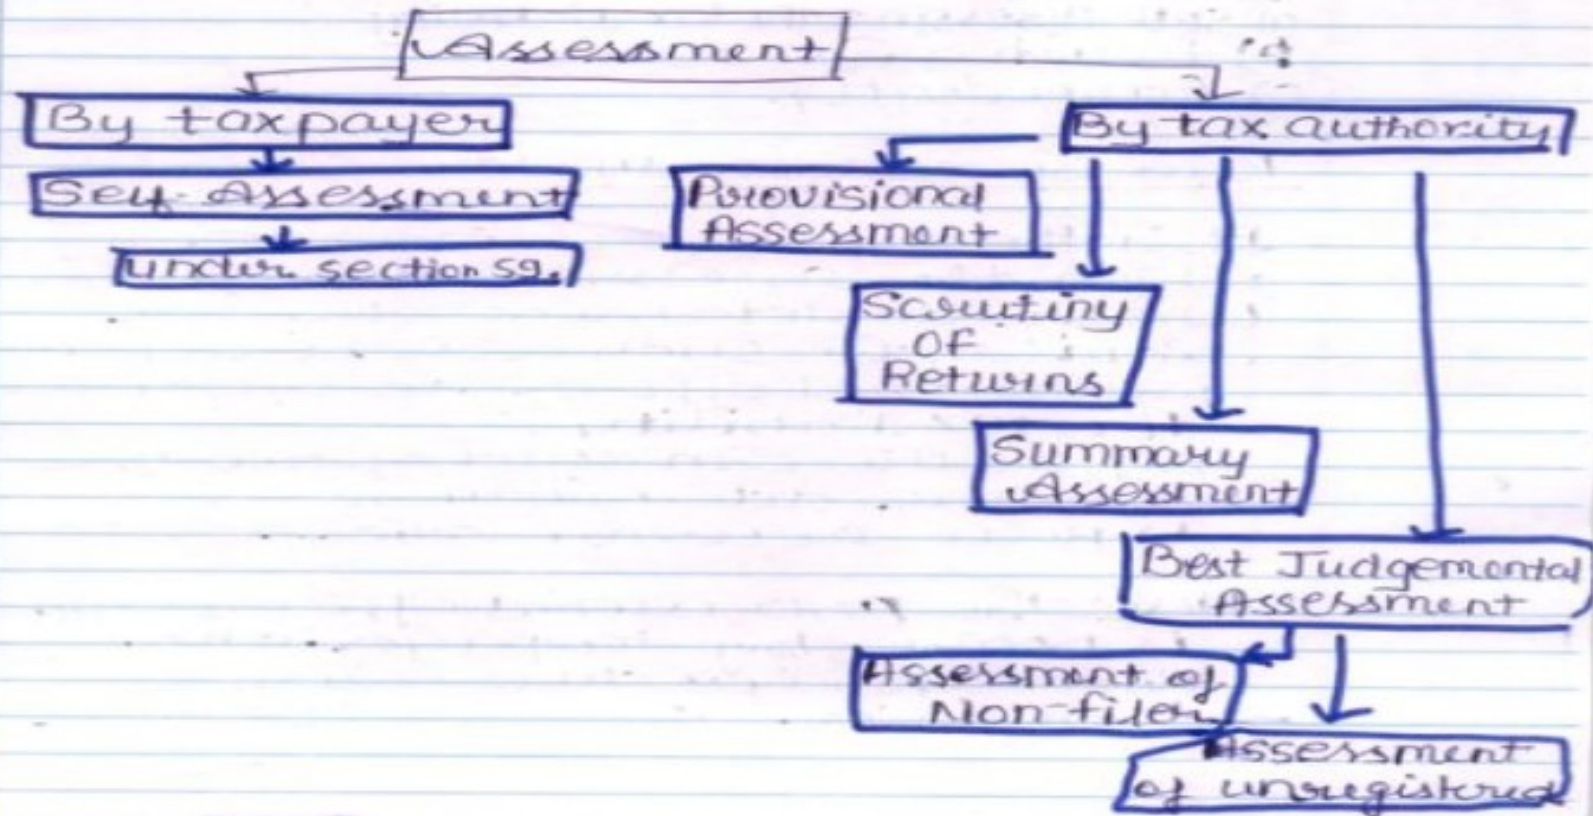 Assessment
By taxpayer
Self-Assessment
under section 59.
By tax authority
Provisional
Assessment
Scrutiny
Of
Returns
Summary
Assessment
Best Judgemental
Assessment
Assessment of
Non-filer
Assessment
of unregistered